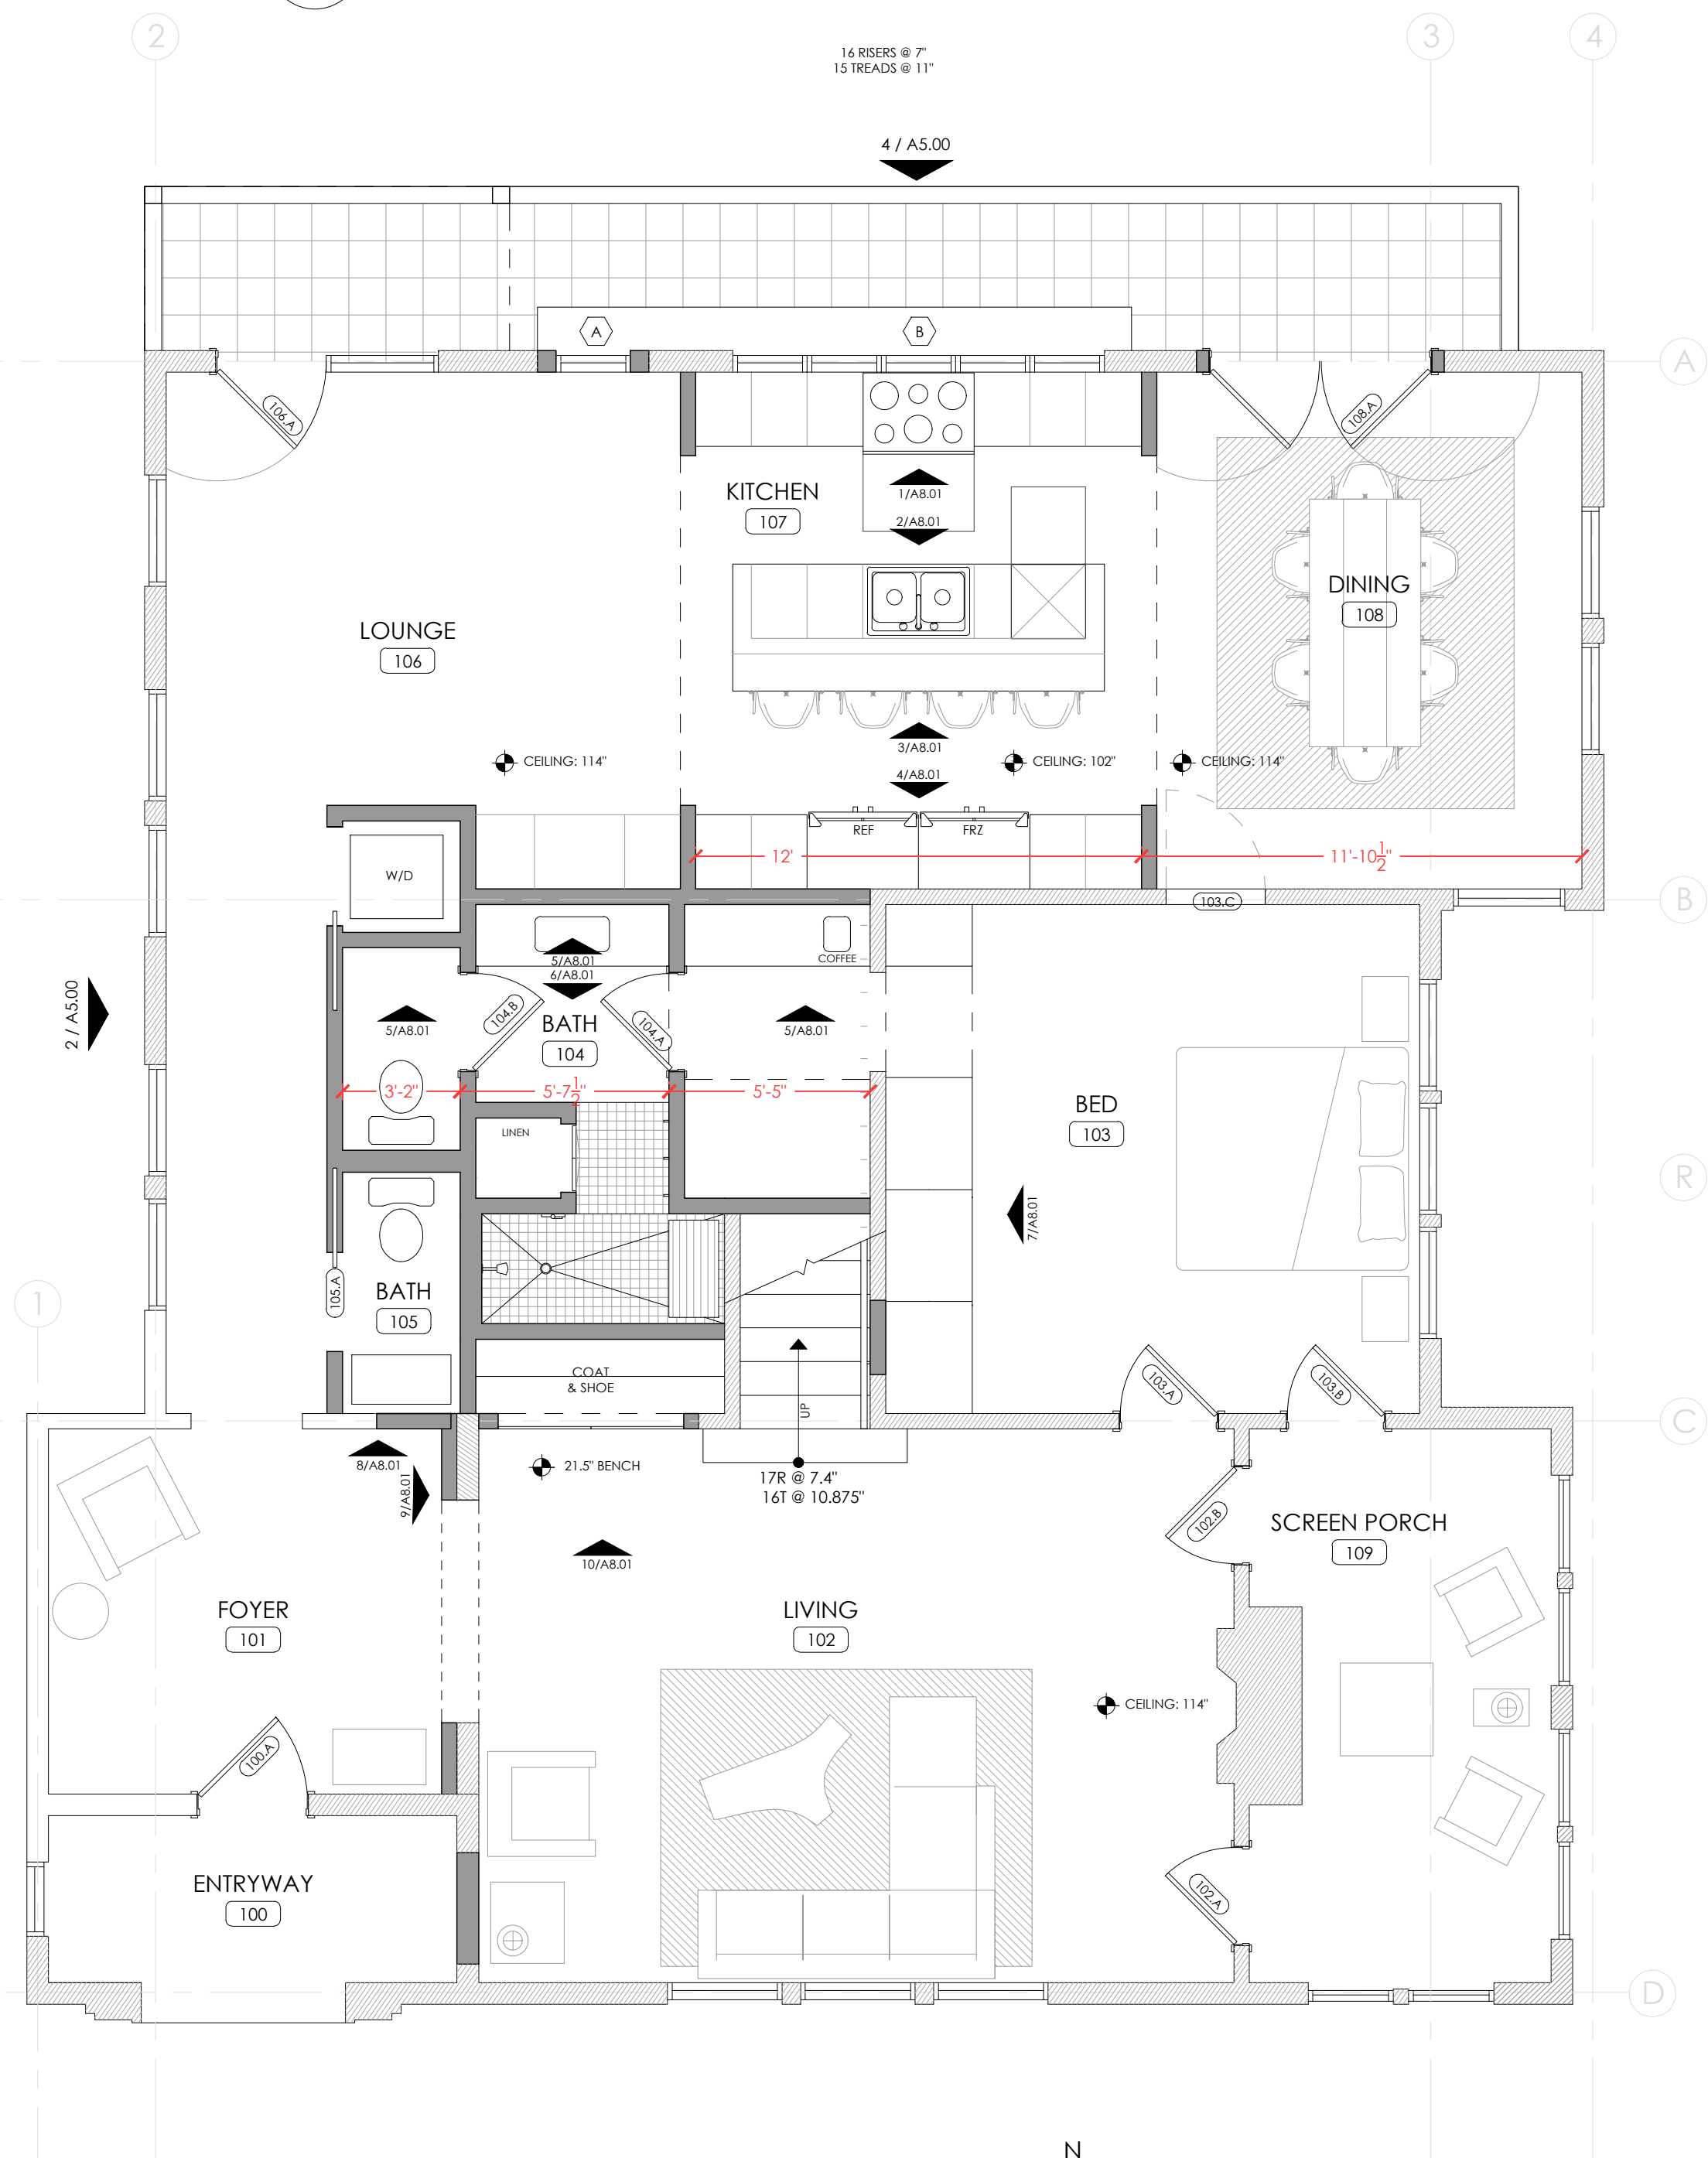 2
3
4
16 RISERS @ 7"
15 TREADS @ 11"
4 / A5.00
A
B
A
106.A
108.A
KITCHEN
107
1/A8.01
2/A8.01
DINING
108
LOUNGE
106
3/A8.01
4/A8.01
CEILING: 114"
CEILING: 102"
CEILING: 114"
REF
FRZ
12'
11'-10 1/2"
W/D
103.C
B
5/A8.01
6/A8.01
COFFEE
2 / A5.00
5/A8.01
104.B
BATH
104
104.A
5/A8.01
3'-2"
5'-7 1/2"
5'-5"
BED
103
LINEN
R
7/A8.01
1
105.A
BATH
105
COAT
& SHOE
UP
103.A
103.B
C
8/A8.01
9/A8.01
21.5" BENCH
17R @ 7.4"
16T @ 10.875"
102.B
SCREEN PORCH
109
10/A8.01
FOYER
101
LIVING
102
CEILING: 114"
100.A
ENTRYWAY
100
102.A
D
N